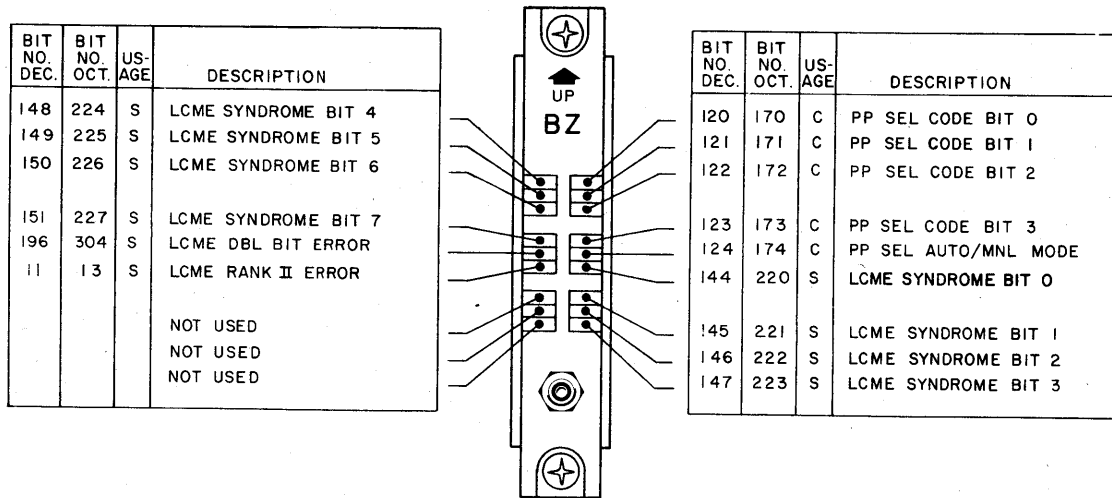 BIT NO. DEC. BIT NO. OCT. US-AGE DESCRIPTION
148 224 S LCME SYNDROME BIT 4
149 225 S LCME SYNDROME BIT 5
150 226 S LCME SYNDROME BIT 6
151 227 S LCME SYNDROME BIT 7
196 304 S LCME DBL BIT ERROR
11 13 S LCME RANK II ERROR
NOT USED
NOT USED
NOT USED
UP
BZ
BIT NO. DEC. BIT NO. OCT. US-AGE DESCRIPTION
120 170 C PP SEL CODE BIT 0
121 171 C PP SEL CODE BIT 1
122 172 C PP SEL CODE BIT 2
123 173 C PP SEL CODE BIT 3
124 174 C PP SEL AUTO/MNL MODE
144 220 S LCME SYNDROME BIT 0
145 221 S LCME SYNDROME BIT 1
146 222 S LCME SYNDROME BIT 2
147 223 S LCME SYNDROME BIT 3